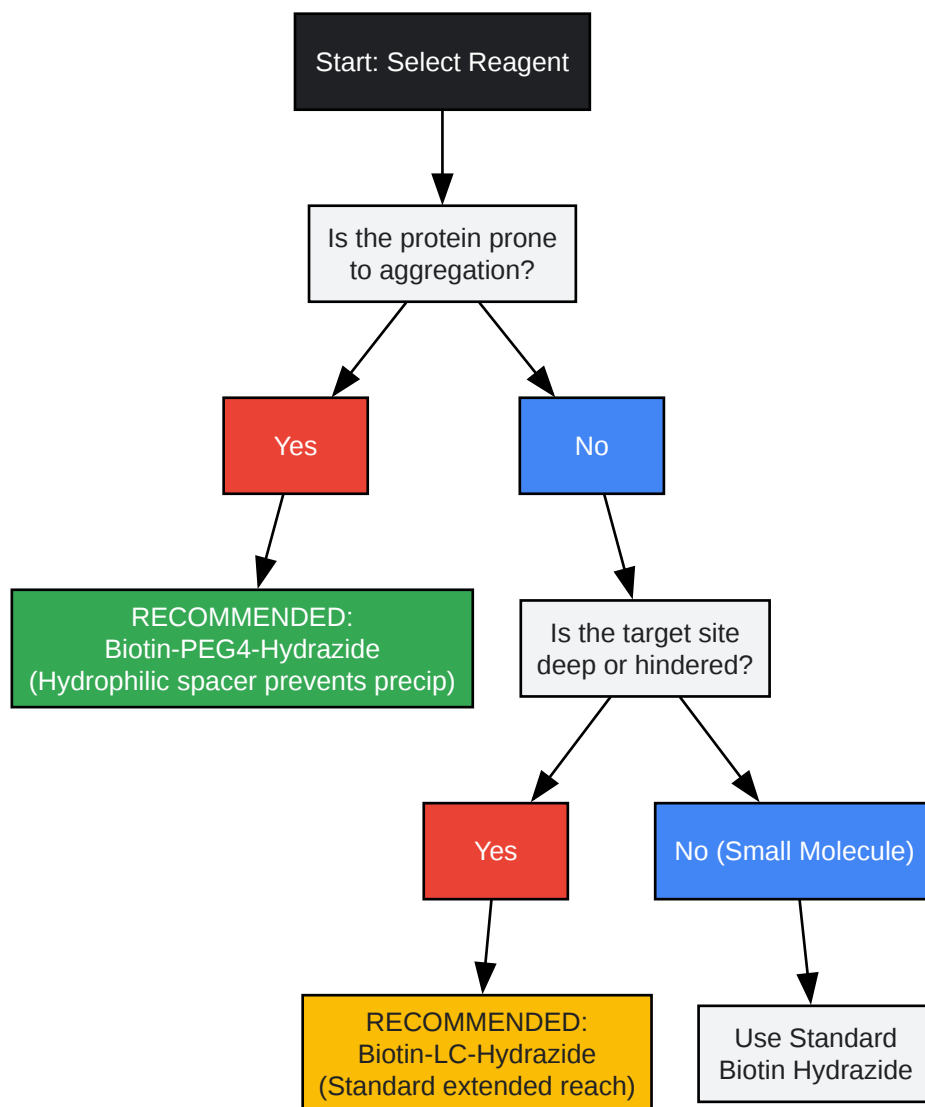 Start: Select Reagent
Is the protein prone
to aggregation?
Yes
No
RECOMMENDED:
Biotin-PEG4-Hydrazide
(Hydrophilic spacer prevents precip)
Is the target site
deep or hindered?
Yes
No (Small Molecule)
RECOMMENDED:
Biotin-LC-Hydrazide
(Standard extended reach)
Use Standard
Biotin Hydrazide